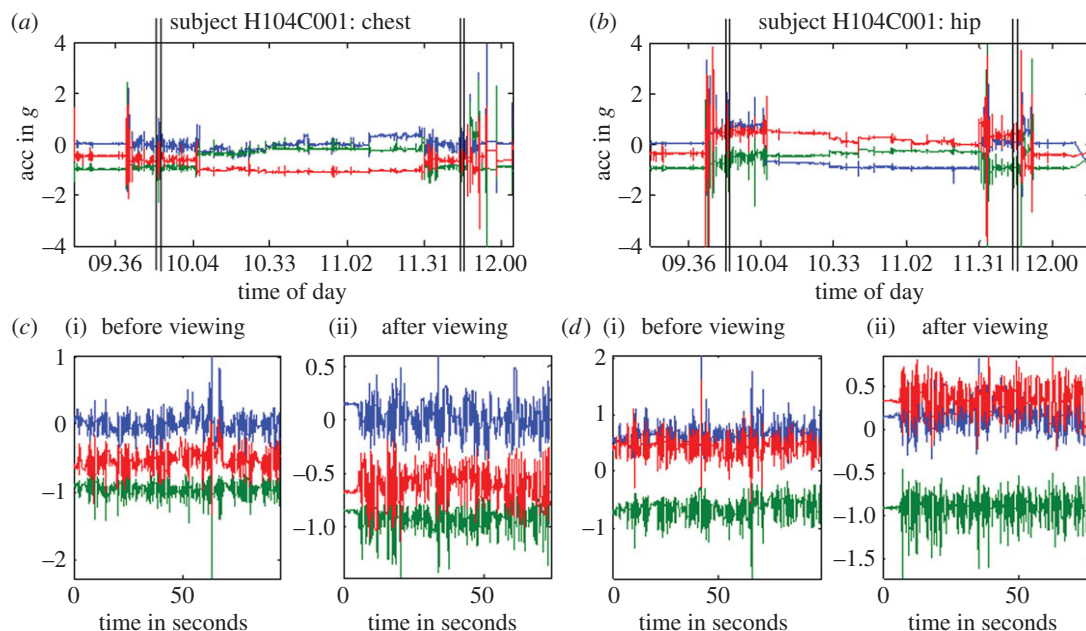 (a) subject H104C001: chest
4
2
0
−2
−4
acc in g
09.36 10.04 10.33 11.02 11.31 12.00
time of day
(b) subject H104C001: hip
4
2
0
−2
−4
acc in g
09.36 10.04 10.33 11.02 11.31 12.00
time of day
(c) (i) before viewing
1
0
−1
−2
0 50
time in seconds
(ii) after viewing
0.5
0
−0.5
−1.0
0 50
time in seconds
(d) (i) before viewing
2
1
0
−1
0 50
time in seconds
(ii) after viewing
0.5
0
−0.5
−1.0
−1.5
0 50
time in seconds